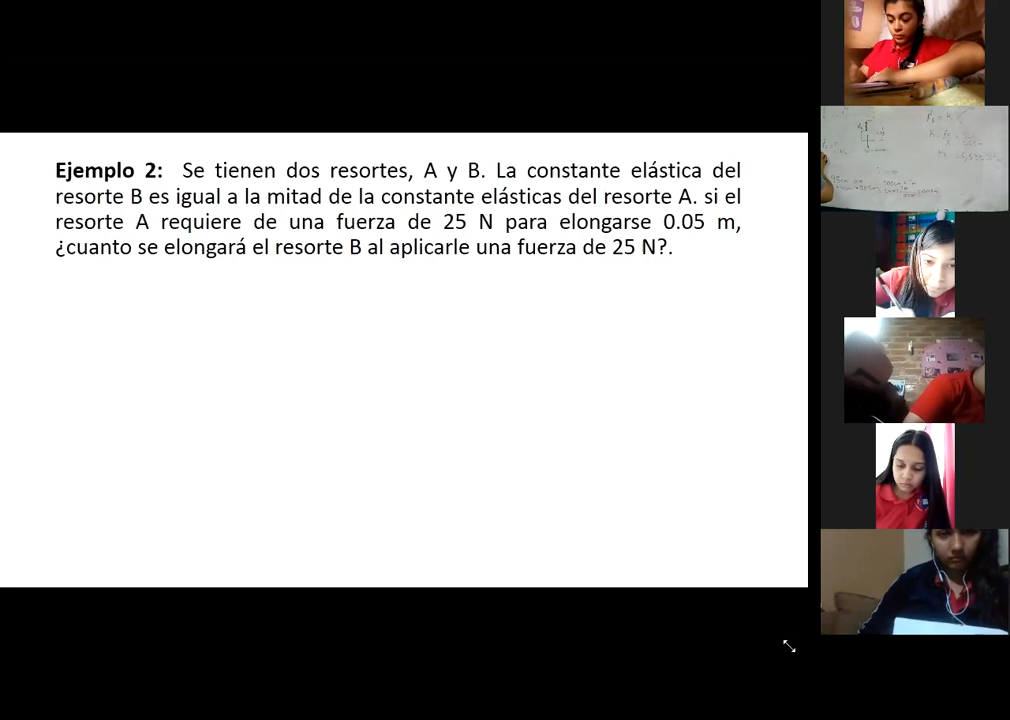 Ejemplo 2: Se tienen dos resortes, A y B. La constante elástica del
resorte B es igual a la mitad de la constante elásticas del resorte A. si el
resorte A requiere de una fuerza de 25 N para elongarse 0.05 m,
¿cuanto se elongará el resorte B al aplicarle una fuerza de 25 N?.